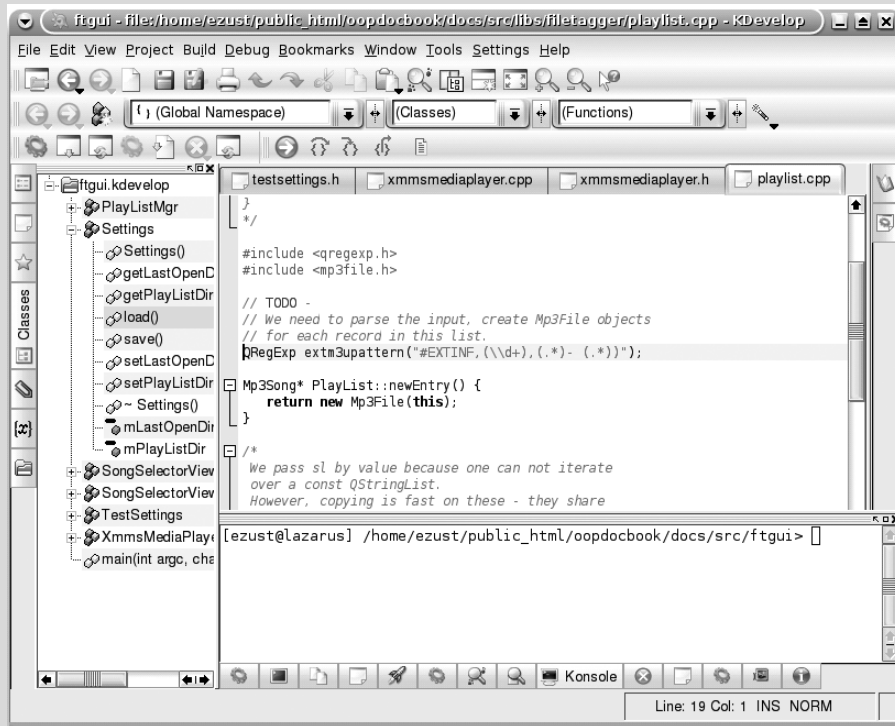 ftgui - file:/home/ezust/public_html/oopdocbook/docs/src/libs/filetagger/playlist.cpp - KDevelop
File Edit View Project Build Debug Bookmarks Window Tools Settings Help
{ } (Global Namespace) (Classes) (Functions)
testsettings.h xmmsmediaplayer.cpp xmmsmediaplayer.h playlist.cpp
Classes
{x}
ftgui.kdevelop
PlayListMgr
Settings
Settings()
getLastOpenD
getPlayListDir
load()
save()
setLastOpenD
setPlayListDir
~ Settings()
mLastOpenDir
mPlayListDir
SongSelectorView
SongSelectorView
TestSettings
XmmsMediaPlaye
main(int argc, cha
}
*/
#include <qregexp.h>
#include <mp3file.h>
// TODO -
// We need to parse the input, create Mp3File objects
// for each record in this list.
QRegExp extm3upattern("#EXTINF,(\\d+),(.*)- (.*))");
Mp3Song* PlayList::newEntry() {
return new Mp3File(this);
}
/*
We pass sl by value because one can not iterate
over a const QStringList.
However, copying is fast on these - they share
[ezust@lazarus] /home/ezust/public_html/oopdocbook/docs/src/ftgui>
Konsole
Line: 19 Col: 1 INS NORM